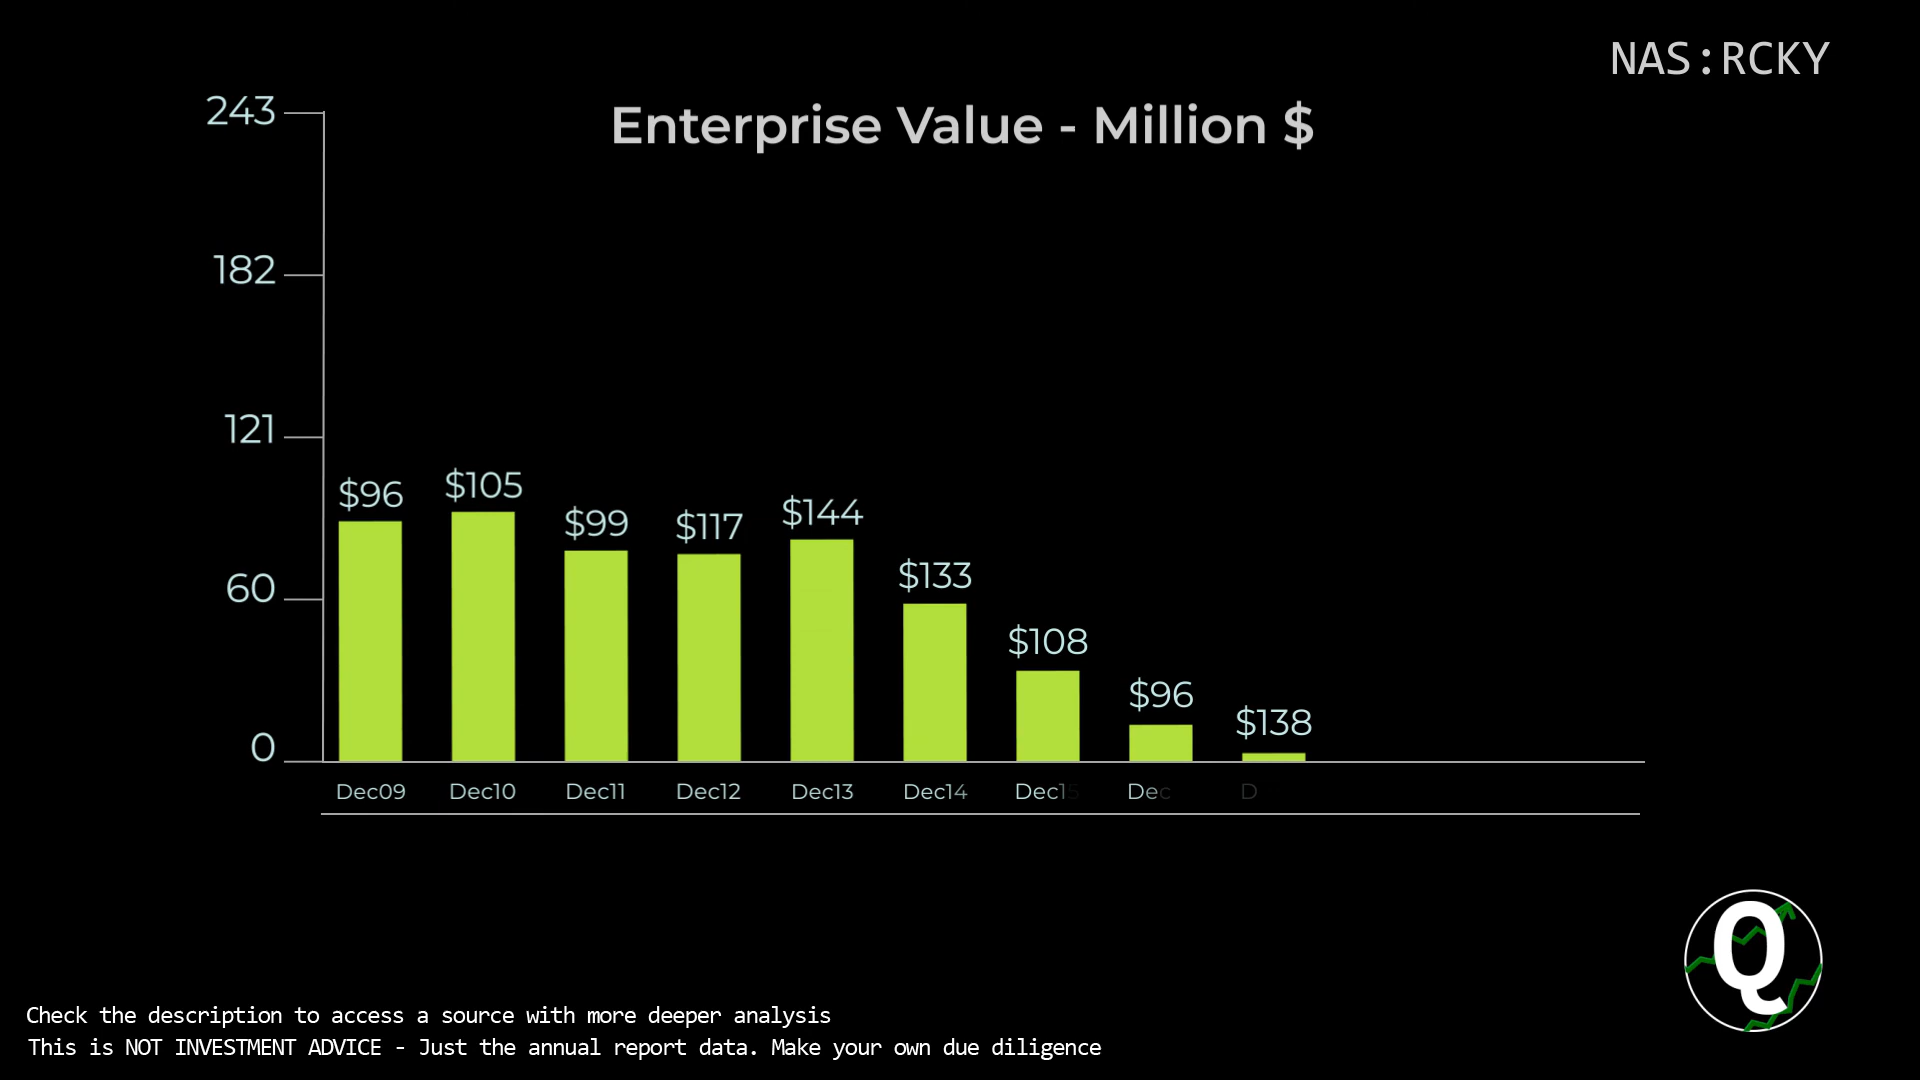 NAS:RCKY
Enterprise Value - Million $
243
182
121
60
0
$96
$105
$99
$117
$144
$133
$108
$96
$138
Dec09
Dec10
Dec11
Dec12
Dec13
Dec14
Dec15
Dec
D
Q
Check the description to access a source with more deeper analysis
This is NOT INVESTMENT ADVICE - Just the annual report data. Make your own due diligence